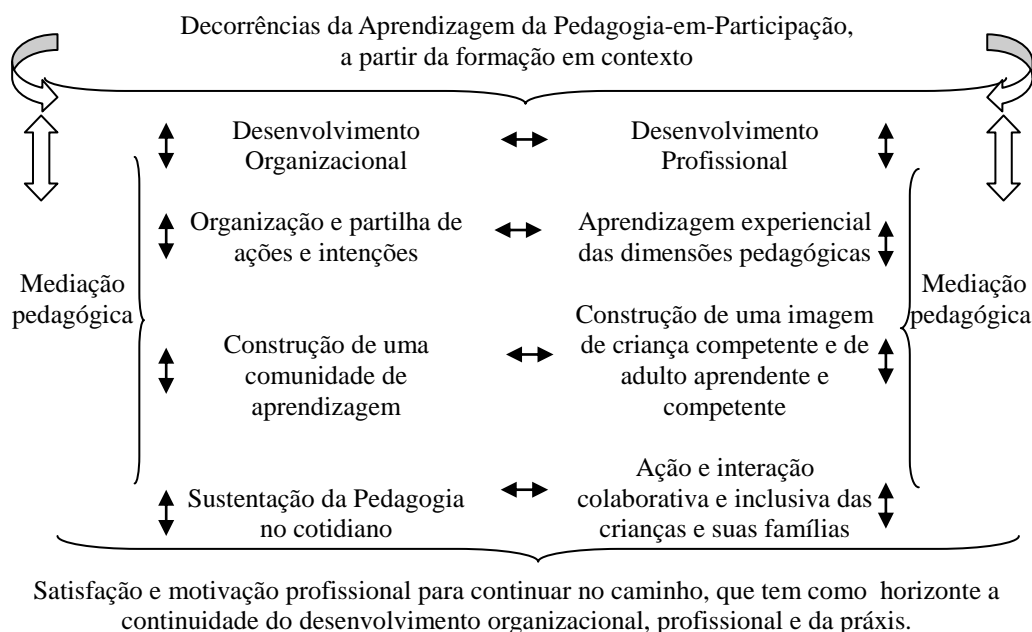 Decorrências da Aprendizagem da Pedagogia-em-Participação,
a partir da formação em contexto
Desenvolvimento
Organizacional
Desenvolvimento
Profissional
Organização e partilha de
ações e intenções
Aprendizagem experiencial
das dimensões pedagógicas
Mediação
pedagógica
Mediação
pedagógica
Construção de uma
comunidade de
aprendizagem
Construção de uma imagem
de criança competente e de
adulto aprendente e
competente
Sustentação da Pedagogia
no cotidiano
Ação e interação
colaborativa e inclusiva das
crianças e suas famílias
Satisfação e motivação profissional para continuar no caminho, que tem como horizonte a
continuidade do desenvolvimento organizacional, profissional e da práxis.